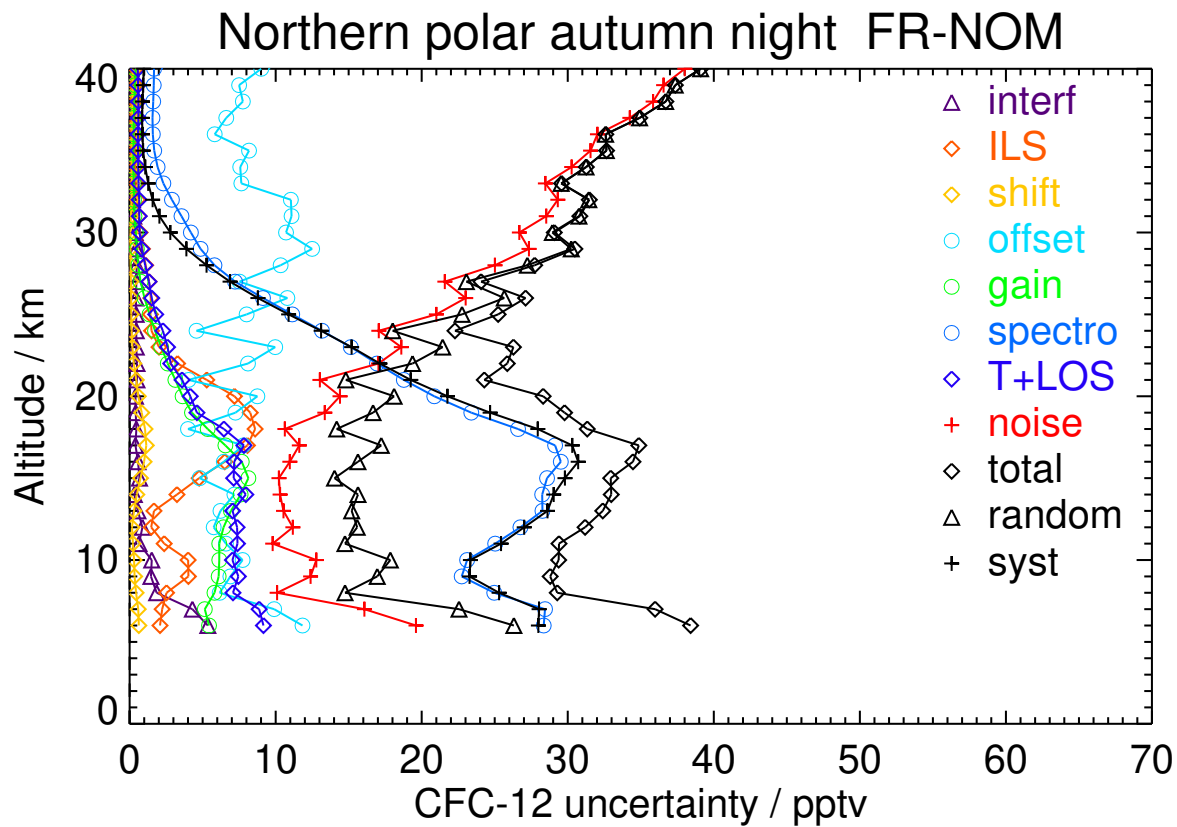 Northern polar autumn night FR-NOM
interf
ILS
shift
offset
gain
spectro
T+LOS
noise
total
random
syst
Altitude / km
40
30
20
10
0
0 10 20 30 40 50 60 70
CFC-12 uncertainty / pptv